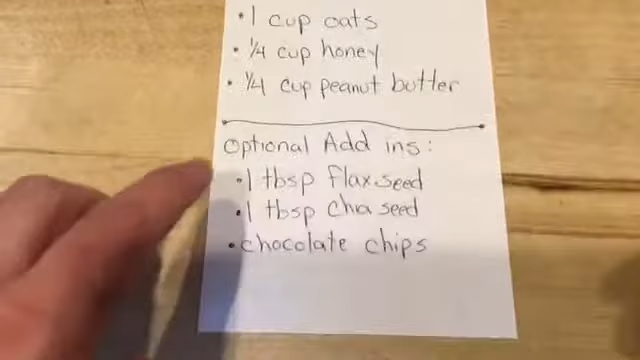 • 1 cup oats
• 1/4 cup honey
• 1/4 cup peanut butter
Optional Add ins:
• 1 tbsp flaxseed
• 1 tbsp chia seed
• chocolate chips